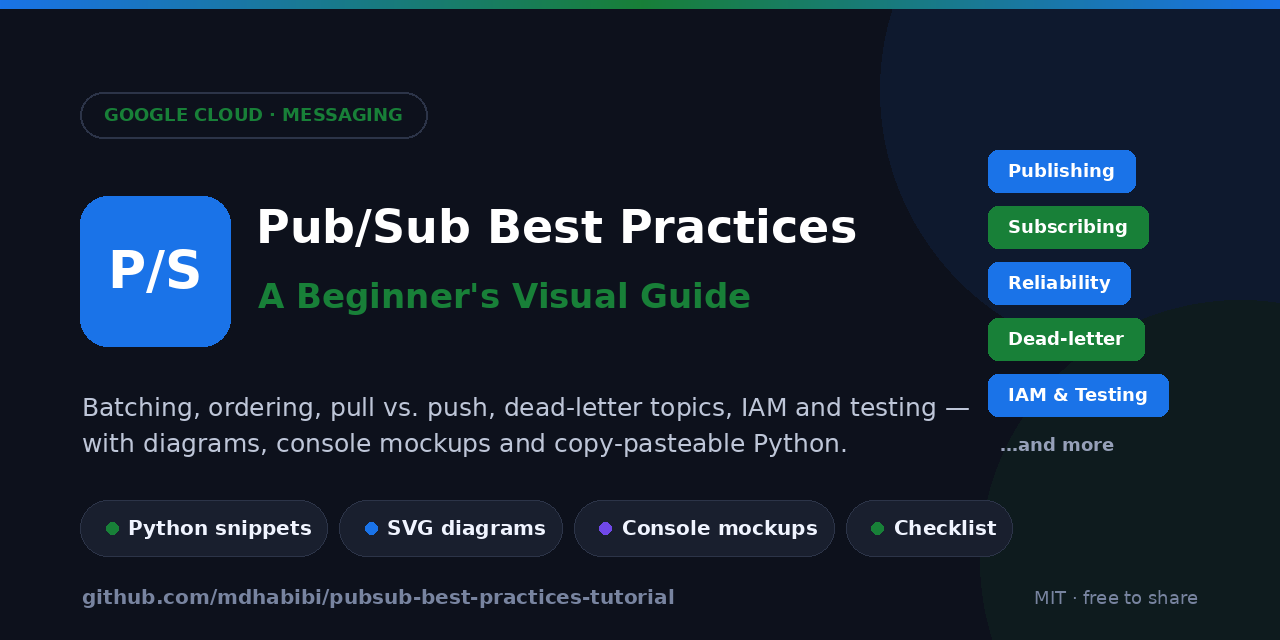 GOOGLE CLOUD · MESSAGING
P/S
Pub/Sub Best Practices
A Beginner's Visual Guide
Batching, ordering, pull vs. push, dead-letter topics, IAM and testing —
with diagrams, console mockups and copy-pasteable Python.
Publishing
Subscribing
Reliability
Dead-letter
IAM & Testing
…and more
Python snippets
SVG diagrams
Console mockups
Checklist
github.com/mdhabibi/pubsub-best-practices-tutorial
MIT · free to share